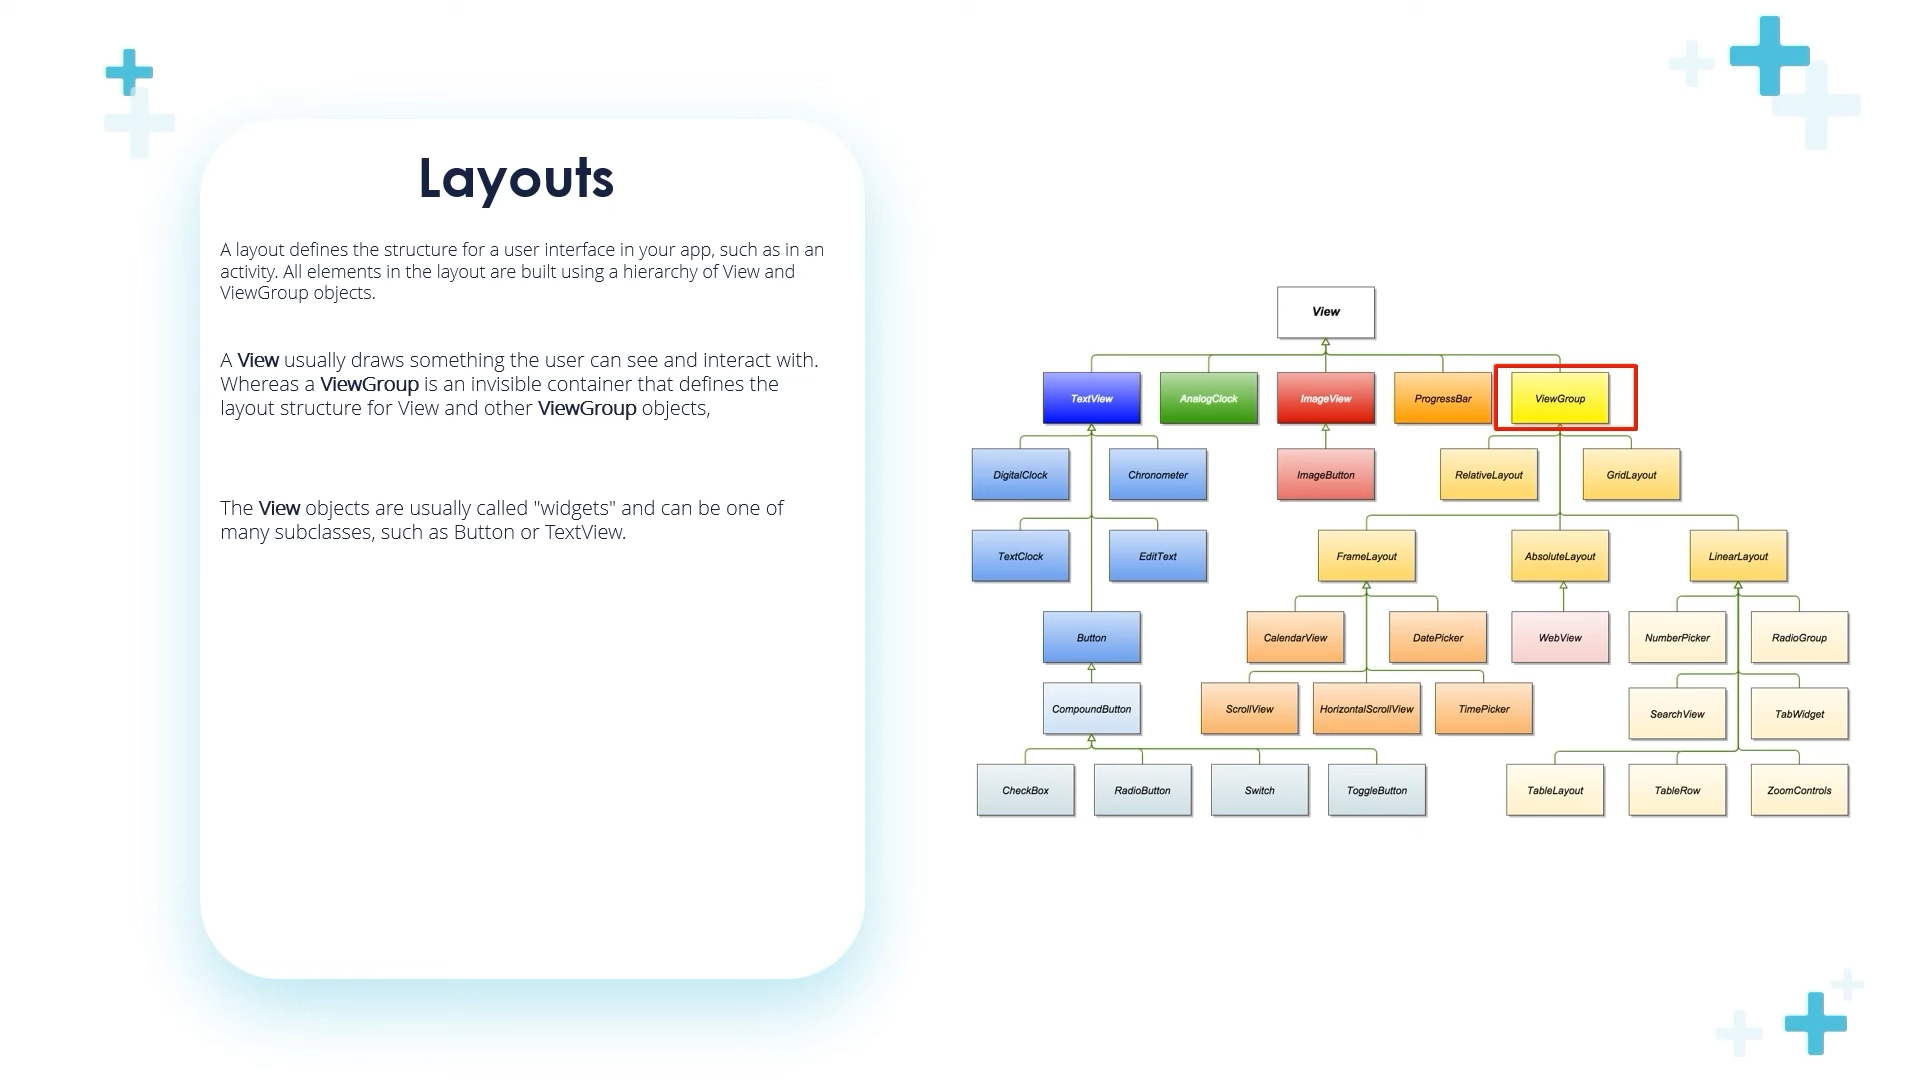 Layouts
A layout defines the structure for a user interface in your app, such as in an
activity. All elements in the layout are built using a hierarchy of View and
ViewGroup objects.
A View usually draws something the user can see and interact with.
Whereas a ViewGroup is an invisible container that defines the
layout structure for View and other ViewGroup objects,
The View objects are usually called "widgets" and can be one of
many subclasses, such as Button or TextView.
View
TextView
AnalogClock
ImageView
ProgressBar
ViewGroup
DigitalClock
Chronometer
ImageButton
RelativeLayout
GridLayout
TextClock
EditText
FrameLayout
AbsoluteLayout
LinearLayout
Button
CalendarView
DatePicker
WebView
NumberPicker
RadioGroup
CompoundButton
ScrollView
HorizontalScrollView
TimePicker
SearchView
TabWidget
CheckBox
RadioButton
Switch
ToggleButton
TableLayout
TableRow
ZoomControls